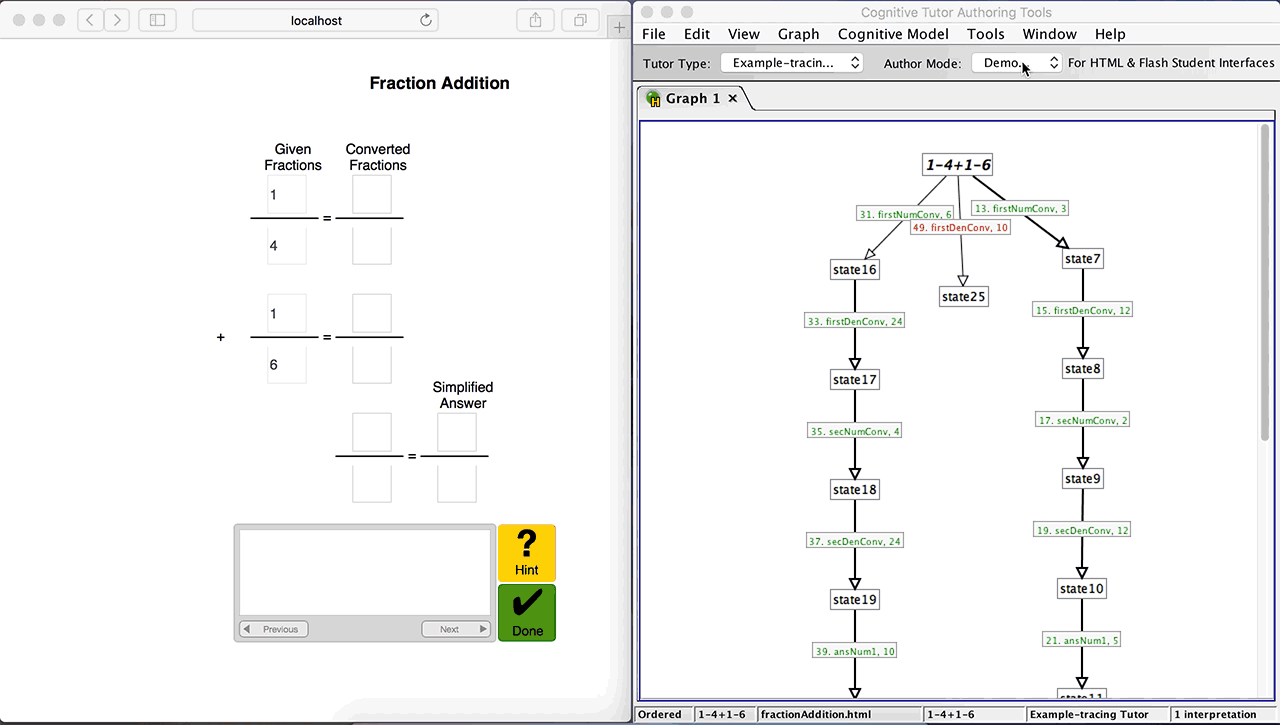 localhost
Fraction Addition
Given Fractions
Converted Fractions
1
=
4
1
+
=
6
Simplified Answer
=
?
Hint
Done
Previous
Next
Cognitive Tutor Authoring Tools
File Edit View Graph Cognitive Model Tools Window Help
Tutor Type: Example-tracin... Author Mode: Demo... For HTML & Flash Student Interfaces
Graph 1
1-4+1-6
31. firstNumConv, 6
13. firstNumConv, 3
49. firstDenConv, 10
state16
state25
state7
33. firstDenConv, 24
15. firstDenConv, 12
state17
state8
35. secNumConv, 4
17. secNumConv, 2
state18
state9
37. secDenConv, 24
19. secDenConv, 12
state19
state10
39. ansNum1, 10
21. ansNum1, 5
state11
Ordered 1-4+1-6 fractionAddition.html 1-4+1-6 Example-tracing Tutor 1 interpretation